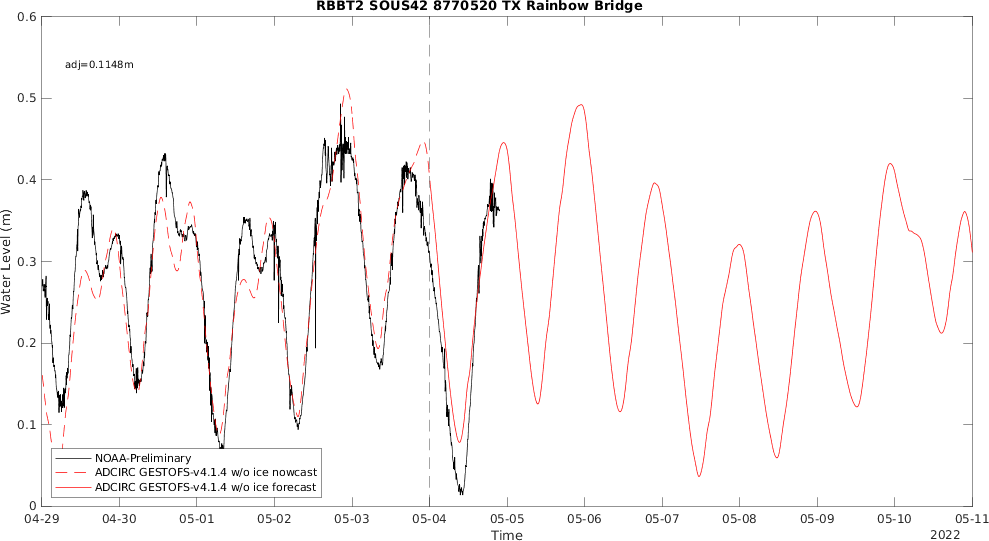 RBBT2 SOUS42 8770520 TX Rainbow Bridge
0.6
adj=0.1148m
0.5
0.4
0.3
0.2
0.1
0
Water Level (m)
NOAA-Preliminary
ADCIRC GESTOFS-v4.1.4 w/o ice nowcast
ADCIRC GESTOFS-v4.1.4 w/o ice forecast
04-29 04-30 05-01 05-02 05-03 05-04 05-05 05-06 05-07 05-08 05-09 05-10 05-11
Time
2022